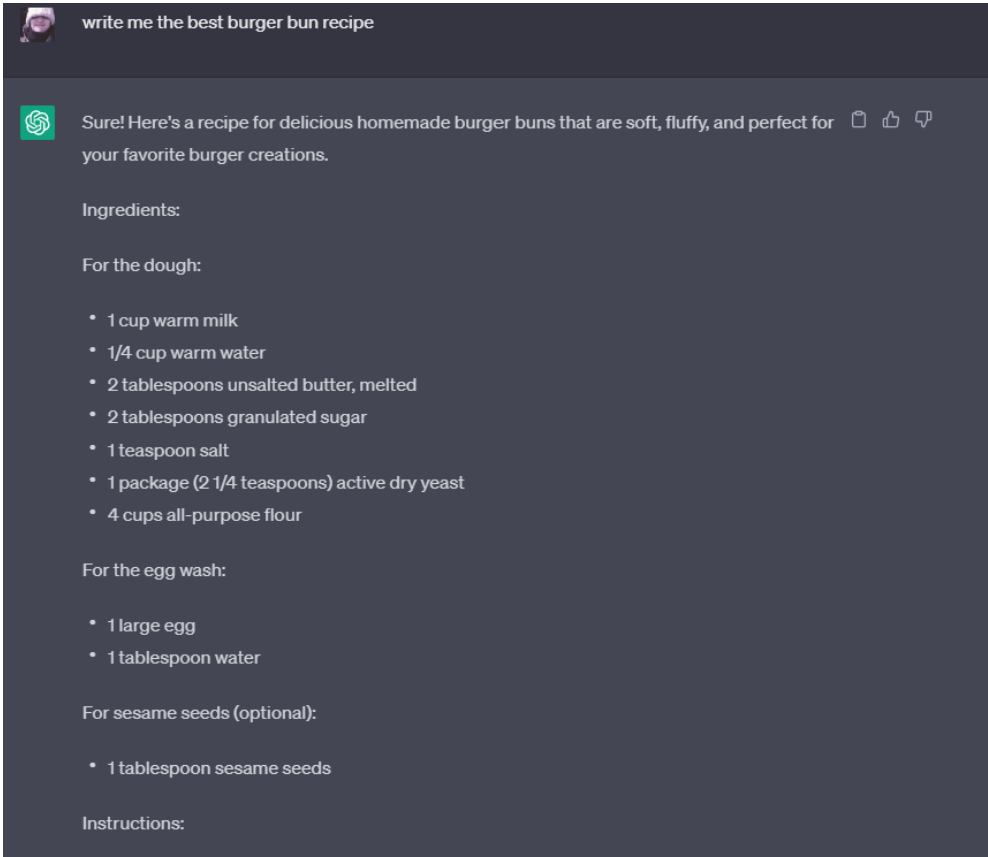 write me the best burger bun recipe
Sure! Here's a recipe for delicious homemade burger buns that are soft, fluffy, and perfect for
your favorite burger creations.
Ingredients:
For the dough:
• 1 cup warm milk
• 1/4 cup warm water
• 2 tablespoons unsalted butter, melted
• 2 tablespoons granulated sugar
• 1 teaspoon salt
• 1 package (2 1/4 teaspoons) active dry yeast
• 4 cups all-purpose flour
For the egg wash:
• 1 large egg
• 1 tablespoon water
For sesame seeds (optional):
• 1 tablespoon sesame seeds
Instructions: